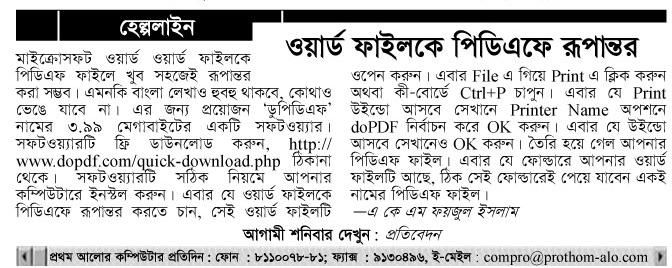 হেল্পলাইন
ওয়ার্ড ফাইলকে পিডিএফে রূপান্তর
মাইক্রোসফট ওয়ার্ড ওয়ার্ড ফাইলকে
পিডিএফ ফাইলে খুব সহজেই রূপান্তর
করা সম্ভব। এমনকি বাংলা লেখাও হুবহু থাকবে, কোথাও
ভেঙে যাবে না। এর জন্য প্রয়োজন ‘ডুপিডিএফ’
নামের ৩.৯৯ মেগাবাইটের একটি সফটওয়্যার।
সফটওয়্যারটি ফ্রি ডাউনলোড করুন, http://
www.dopdf.com/quick-download.php ঠিকানা
থেকে। সফটওয়্যারটি সঠিক নিয়মে আপনার
কম্পিউটারে ইনস্টল করুন। এবার যে ওয়ার্ড ফাইলকে
পিডিএফে রূপান্তর করতে চান, সেই ওয়ার্ড ফাইলটি
ওপেন করুন। এবার File এ গিয়ে Print এ ক্লিক করুন
অথবা কী-বোর্ডে Ctrl+P চাপুন। এবার যে Print
উইন্ডো আসবে সেখানে Printer Name অপশনে
doPDF নির্বাচন করে OK করুন। এবার যে উইন্ডো
আসবে সেখানেও OK করুন। তৈরি হয়ে গেল আপনার
পিডিএফ ফাইল। এবার যে ফোল্ডারে আপনার ওয়ার্ড
ফাইলটি আছে, ঠিক সেই ফোল্ডারেই পেয়ে যাবেন একই
নামের পিডিএফ ফাইল।
—এ কে এম ফয়জুল ইসলাম
আগামী শনিবার দেখুন : প্রতিবেদন
প্রথম আলোর কম্পিউটার প্রতিদিন : ফোন : ৮১১০০৭৮-৮১; ফ্যাক্স : ৯১৩০৪৯৬, ই-মেইল : compro@prothom-alo.com